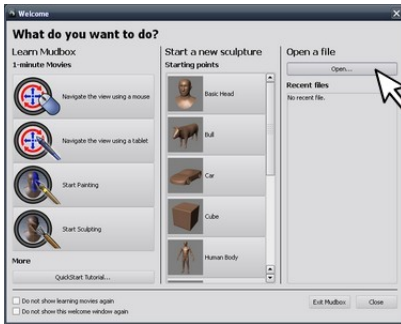 Welcome
What do you want to do?
Learn Mudbox
1-minute Movies
Navigate the view using a mouse
Navigate the view using a tablet
Start Painting
Start Sculpting
More
QuickStart Tutorial...
Start a new sculpture
Starting points
Basic Head
Bull
Car
Cube
Human Body
Open a file
Open...
Recent files
No recent file.
Do not show learning movies again
Do not show this welcome window again
Exit Mudbox
Close